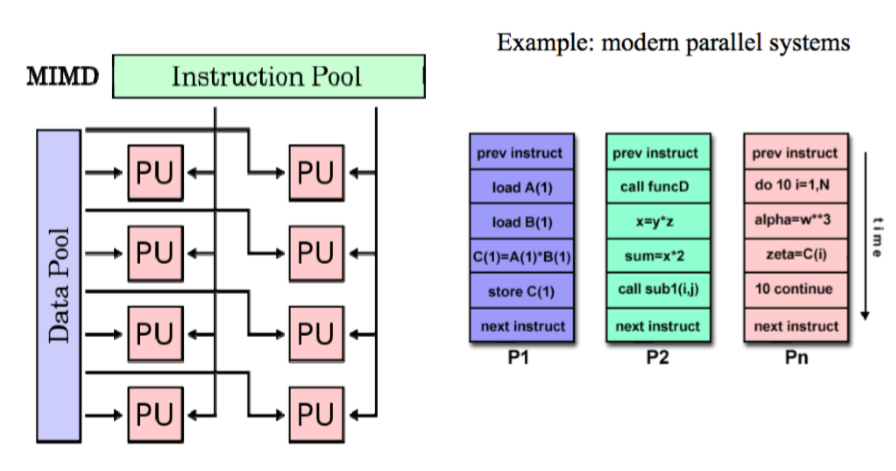 Example: modern parallel systems
MIMD
Instruction Pool
Data Pool
PU PU
PU PU
PU PU
PU PU
prev instruct
load A(1)
load B(1)
C(1)=A(1)*B(1)
store C(1)
next instruct
P1
prev instruct
call funcD
x=y*z
sum=x*2
call sub1(i,j)
next instruct
P2
prev instruct
do 10 i=1,N
alpha=w**3
zeta=C(i)
10 continue
next instruct
Pn
time